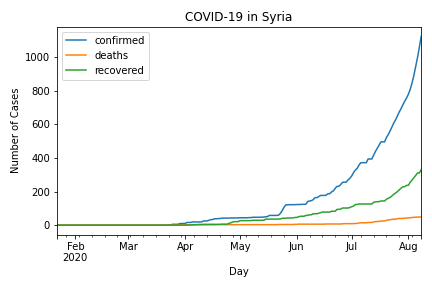 COVID-19 in Syria
confirmed
deaths
recovered
Number of Cases
1000
800
600
400
200
0
Feb Mar Apr May Jun Jul Aug
2020
Day